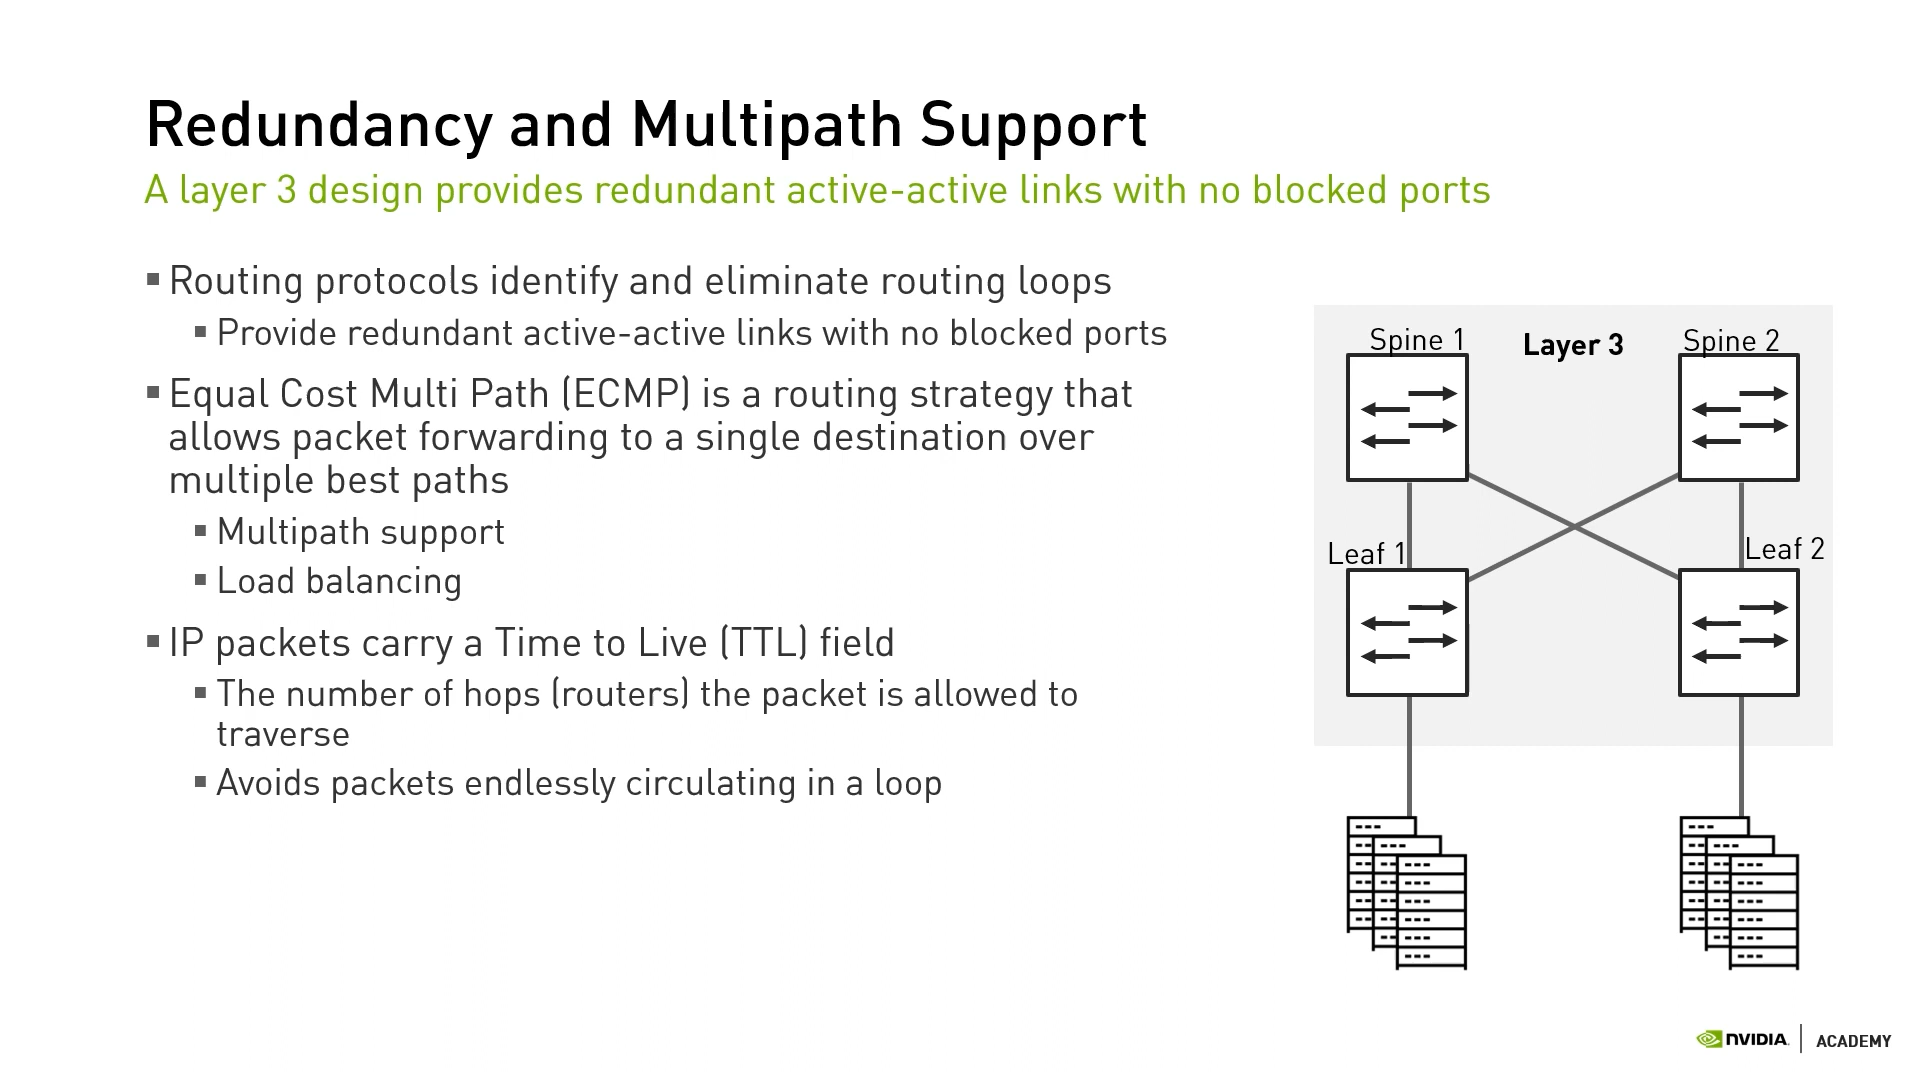 Redundancy and Multipath Support
A layer 3 design provides redundant active-active links with no blocked ports
Routing protocols identify and eliminate routing loops
Provide redundant active-active links with no blocked ports
Equal Cost Multi Path (ECMP) is a routing strategy that
allows packet forwarding to a single destination over
multiple best paths
Multipath support
Load balancing
IP packets carry a Time to Live (TTL) field
The number of hops (routers) the packet is allowed to
traverse
Avoids packets endlessly circulating in a loop
Spine 1
Layer 3
Spine 2
Leaf 1
Leaf 2
NVIDIA. ACADEMY